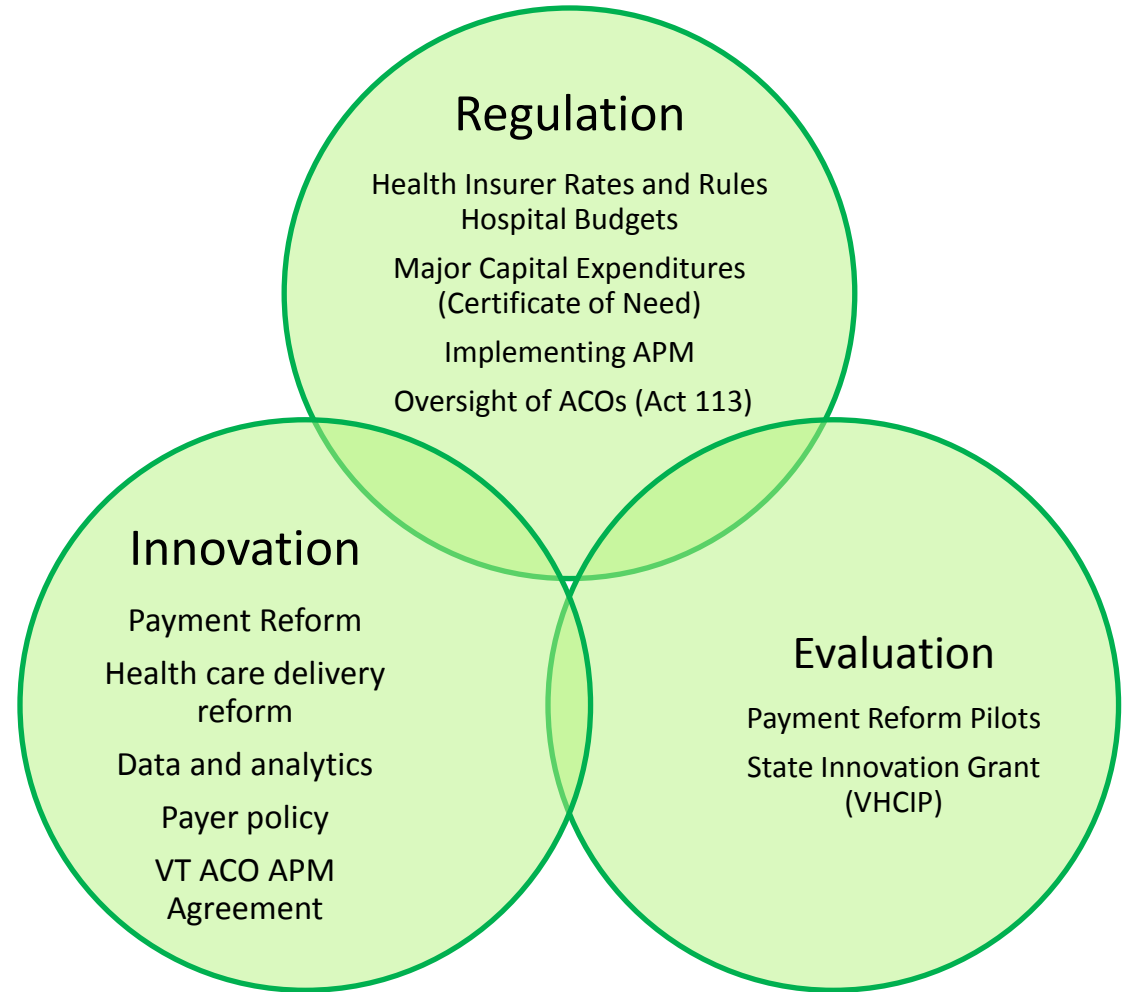 Regulation
Health Insurer Rates and Rules
Hospital Budgets
Major Capital Expenditures
(Certificate of Need)
Implementing APM
Oversight of ACOs (Act 113)
Innovation
Payment Reform
Health care delivery
reform
Data and analytics
Payer policy
VT ACO APM
Agreement
Evaluation
Payment Reform Pilots
State Innovation Grant
(VHCIP)